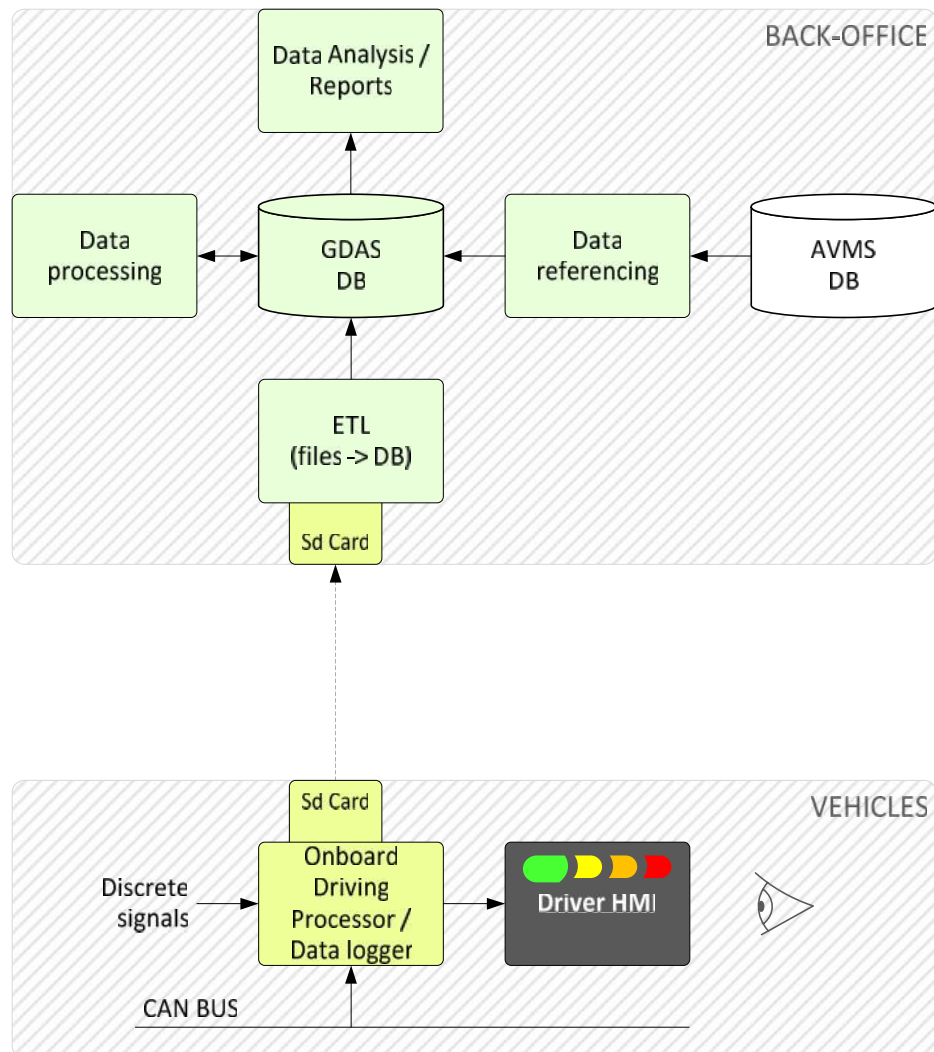 BACK-OFFICE
Data Analysis /
Reports
Data
processing
GDAS
DB
Data
referencing
AVMS
DB
ETL
(files -> DB)
Sd Card
VEHICLES
Sd Card
Onboard
Driving
Processor /
Data logger
Discrete
signals
Driver HMI
CAN BUS